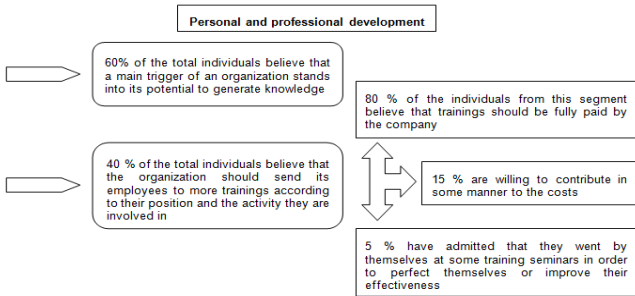 Personal and professional development
60% of the total individuals believe that
a main trigger of an organization stands
into its potential to generate knowledge
80 % of the individuals from this segment
believe that trainings should be fully paid by
the company
40 % of the total individuals believe that
the organization should send its
employees to more trainings according
to their position and the activity they are
involved in
15 % are willing to contribute in
some manner to the costs
5 % have admitted that they went by
themselves at some training seminars in order
to perfect themselves or improve their
effectiveness